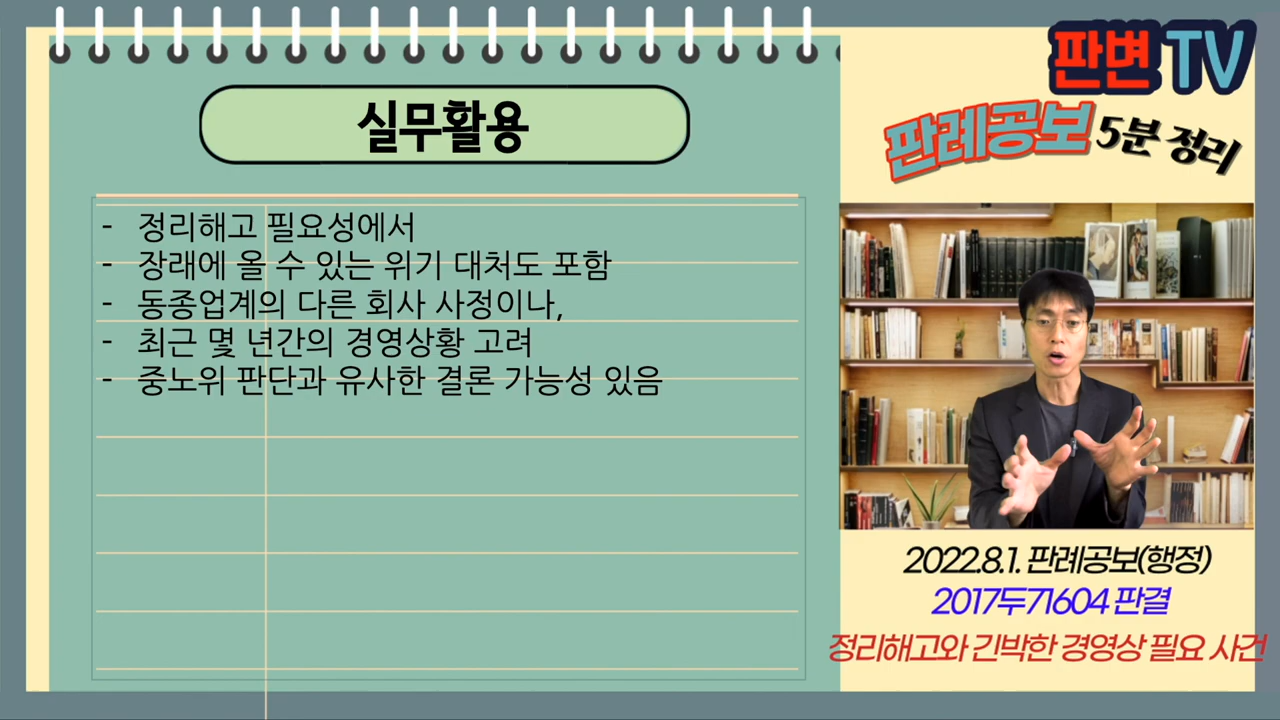 실무활용
- 정리해고 필요성에서
- 장래에 올 수 있는 위기 대처도 포함
- 동종업계의 다른 회사 사정이나,
- 최근 몇 년간의 경영상황 고려
- 중노위 판단과 유사한 결론 가능성 있음
판변 TV
판례공보 5분 정리
2022.8.1. 판례공보(행정)
2017두71604 판결
정리해고와 긴박한 경영상 필요 사건